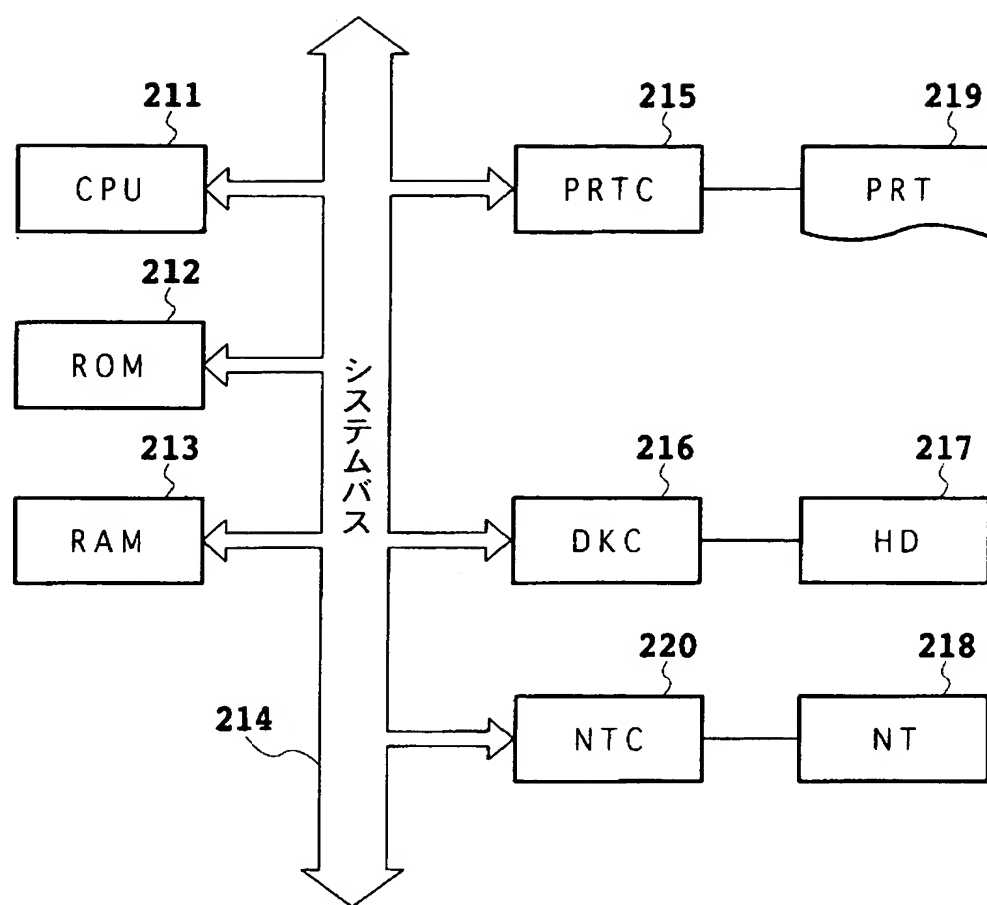 211
CPU
212
ROM
213
RAM
214
システムバス
215
PRTC
219
PRT
216
DKC
217
HD
220
NTC
218
NT